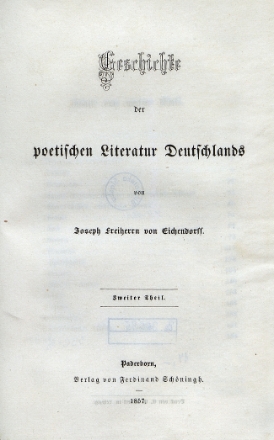 Geschichte
der
poetischen Literatur Deutschlands
von
Joseph Freiherrn von Eichendorff.
Zweiter Theil.
Paderborn,
Verlag von Ferdinand Schöningh.
1857.